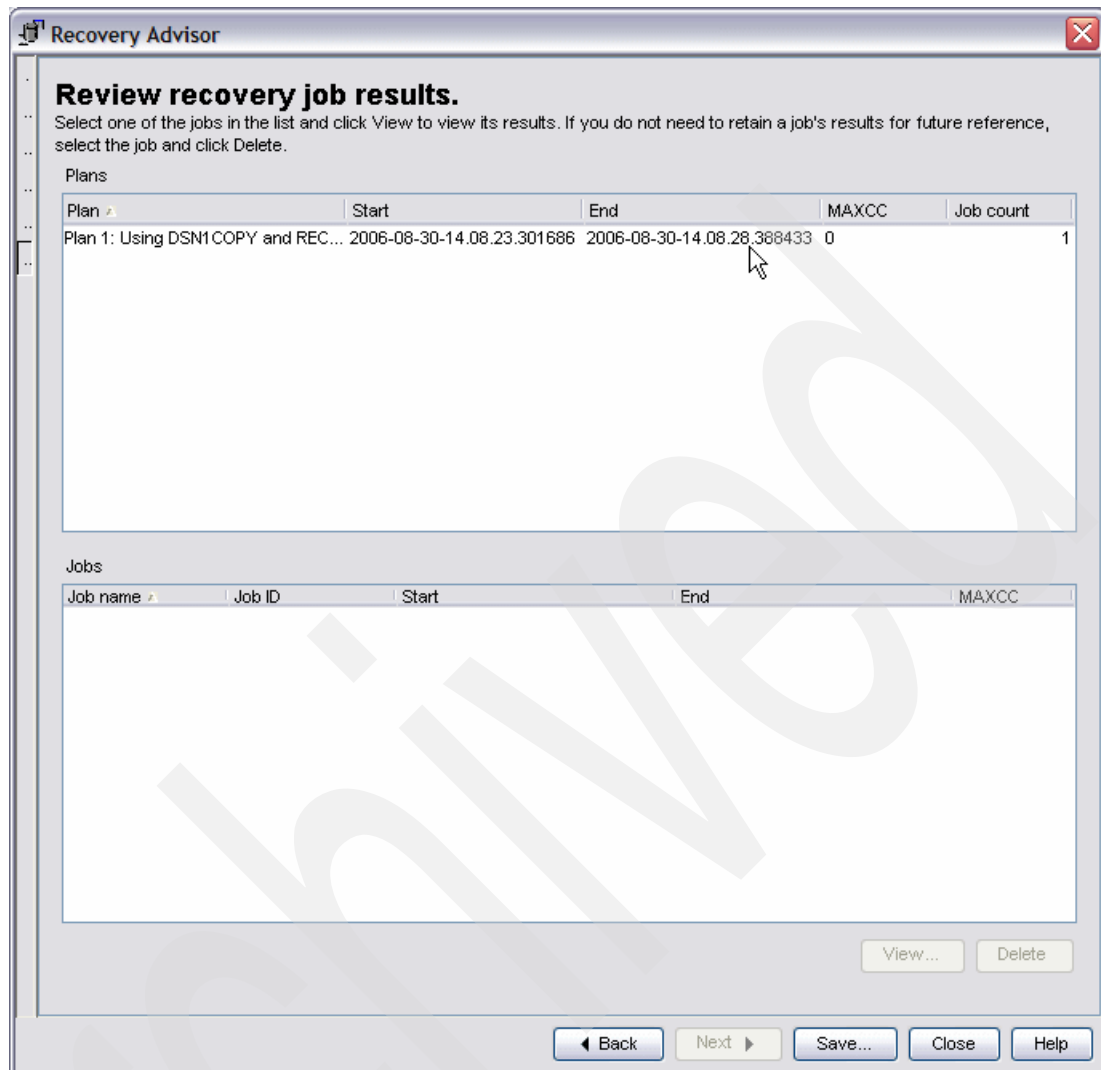 Recovery Advisor
Review recovery job results.
Select one of the jobs in the list and click View to view its results. If you do not need to retain a job's results for future reference,
select the job and click Delete.
Plans
Plan Start End MAXCC Job count
Plan 1: Using DSN1COPY and REC... 2006-08-30-14.08.23.301686 2006-08-30-14.08.28.388433 0 1
Jobs
Job name Job ID Start End MAXCC
View... Delete
Back Next Save... Close Help
chived